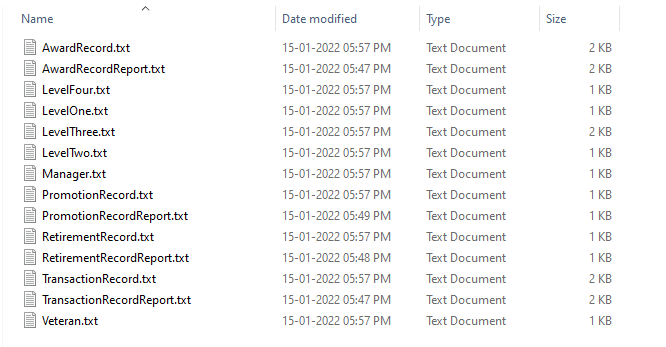 Name Date modified Type Size
AwardRecord.txt 15-01-2022 05:57 PM Text Document 2 KB
AwardRecordReport.txt 15-01-2022 05:47 PM Text Document 2 KB
LevelFour.txt 15-01-2022 05:57 PM Text Document 1 KB
LevelOne.txt 15-01-2022 05:57 PM Text Document 1 KB
LevelThree.txt 15-01-2022 05:57 PM Text Document 2 KB
LevelTwo.txt 15-01-2022 05:57 PM Text Document 1 KB
Manager.txt 15-01-2022 05:57 PM Text Document 1 KB
PromotionRecord.txt 15-01-2022 05:57 PM Text Document 1 KB
PromotionRecordReport.txt 15-01-2022 05:49 PM Text Document 1 KB
RetirementRecord.txt 15-01-2022 05:57 PM Text Document 1 KB
RetirementRecordReport.txt 15-01-2022 05:48 PM Text Document 1 KB
TransactionRecord.txt 15-01-2022 05:57 PM Text Document 2 KB
TransactionRecordReport.txt 15-01-2022 05:47 PM Text Document 2 KB
Veteran.txt 15-01-2022 05:57 PM Text Document 1 KB